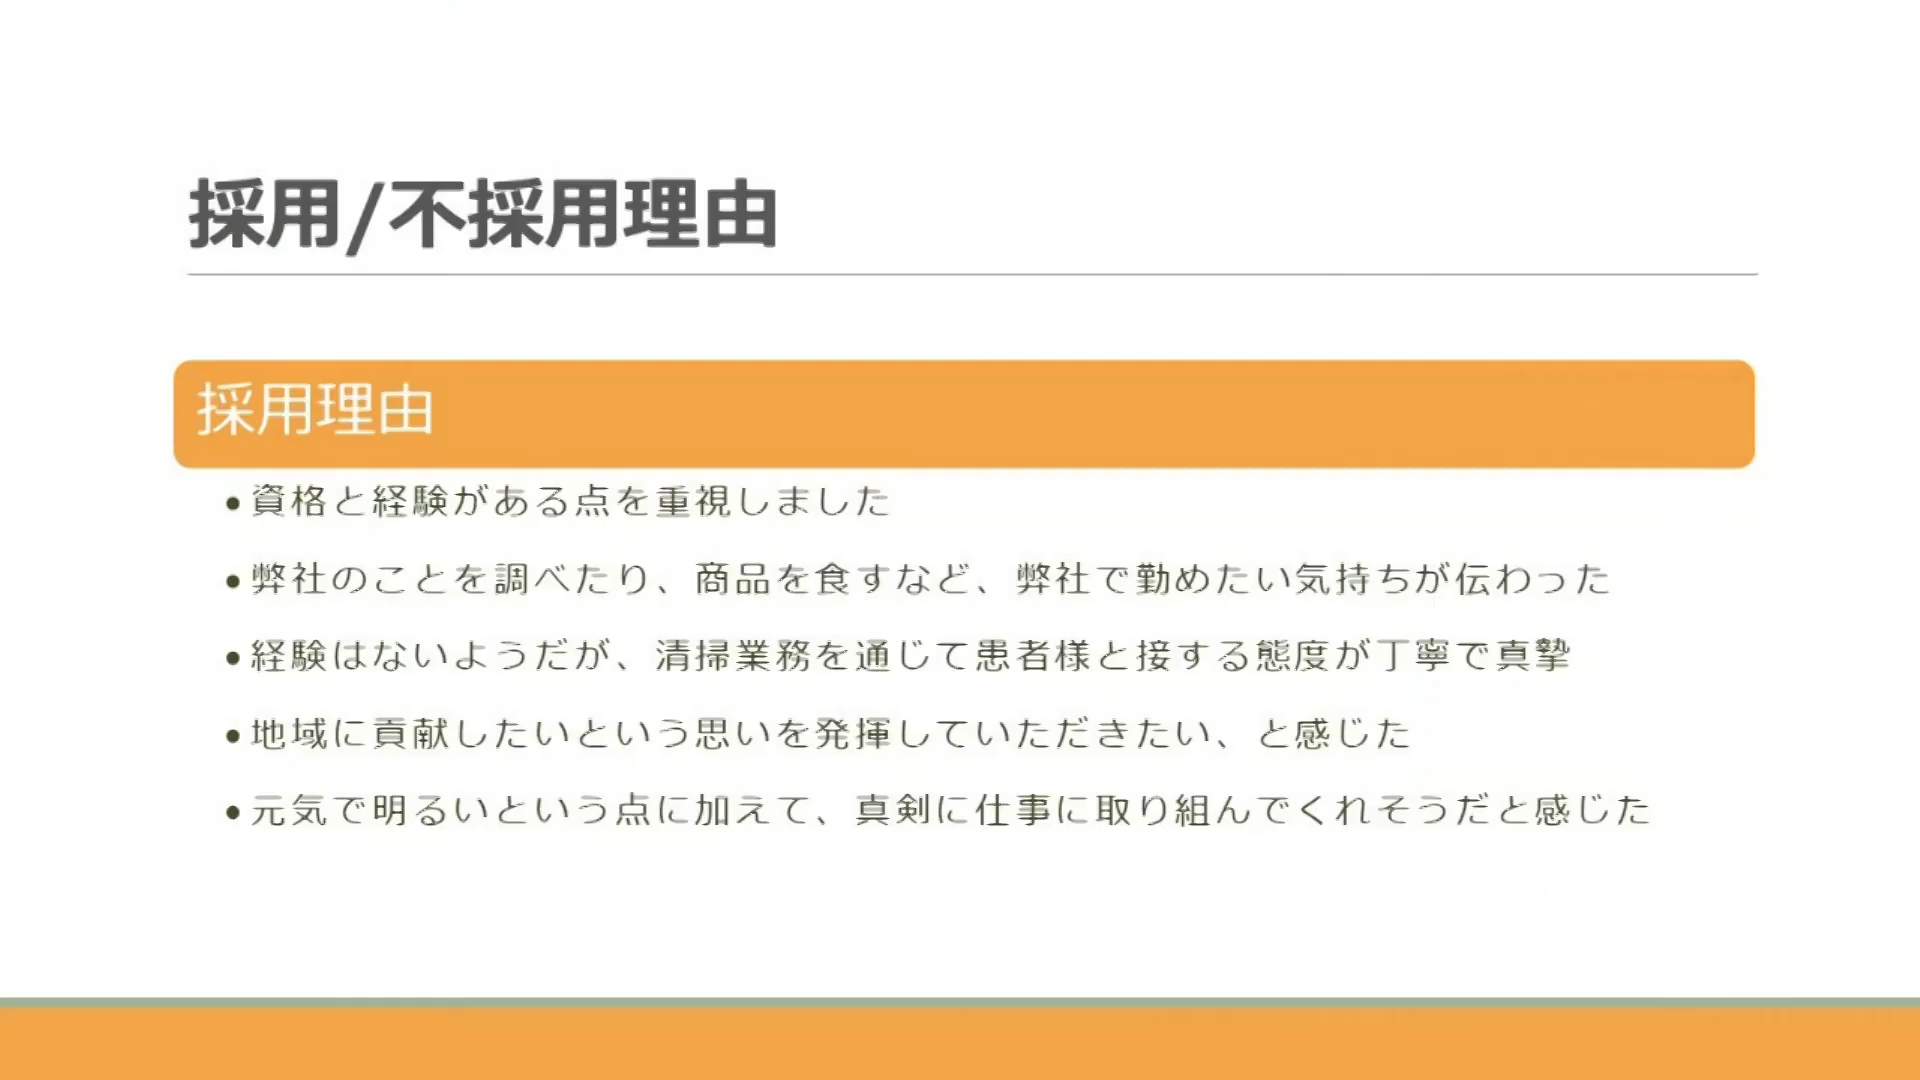 採用/不採用理由
採用理由
•資格と経験がある点を重視しました
•弊社のことを調べたり、商品を食すなど、弊社で勤めたい気持ちが伝わった
•経験はないようだが、清掃業務を通じて患者様と接する態度が丁寧で真摯
•地域に貢献したいという思いを発揮していただきたい、と感じた
•元気で明るいという点に加えて、真剣に仕事に取り組んでくれそうだと感じた